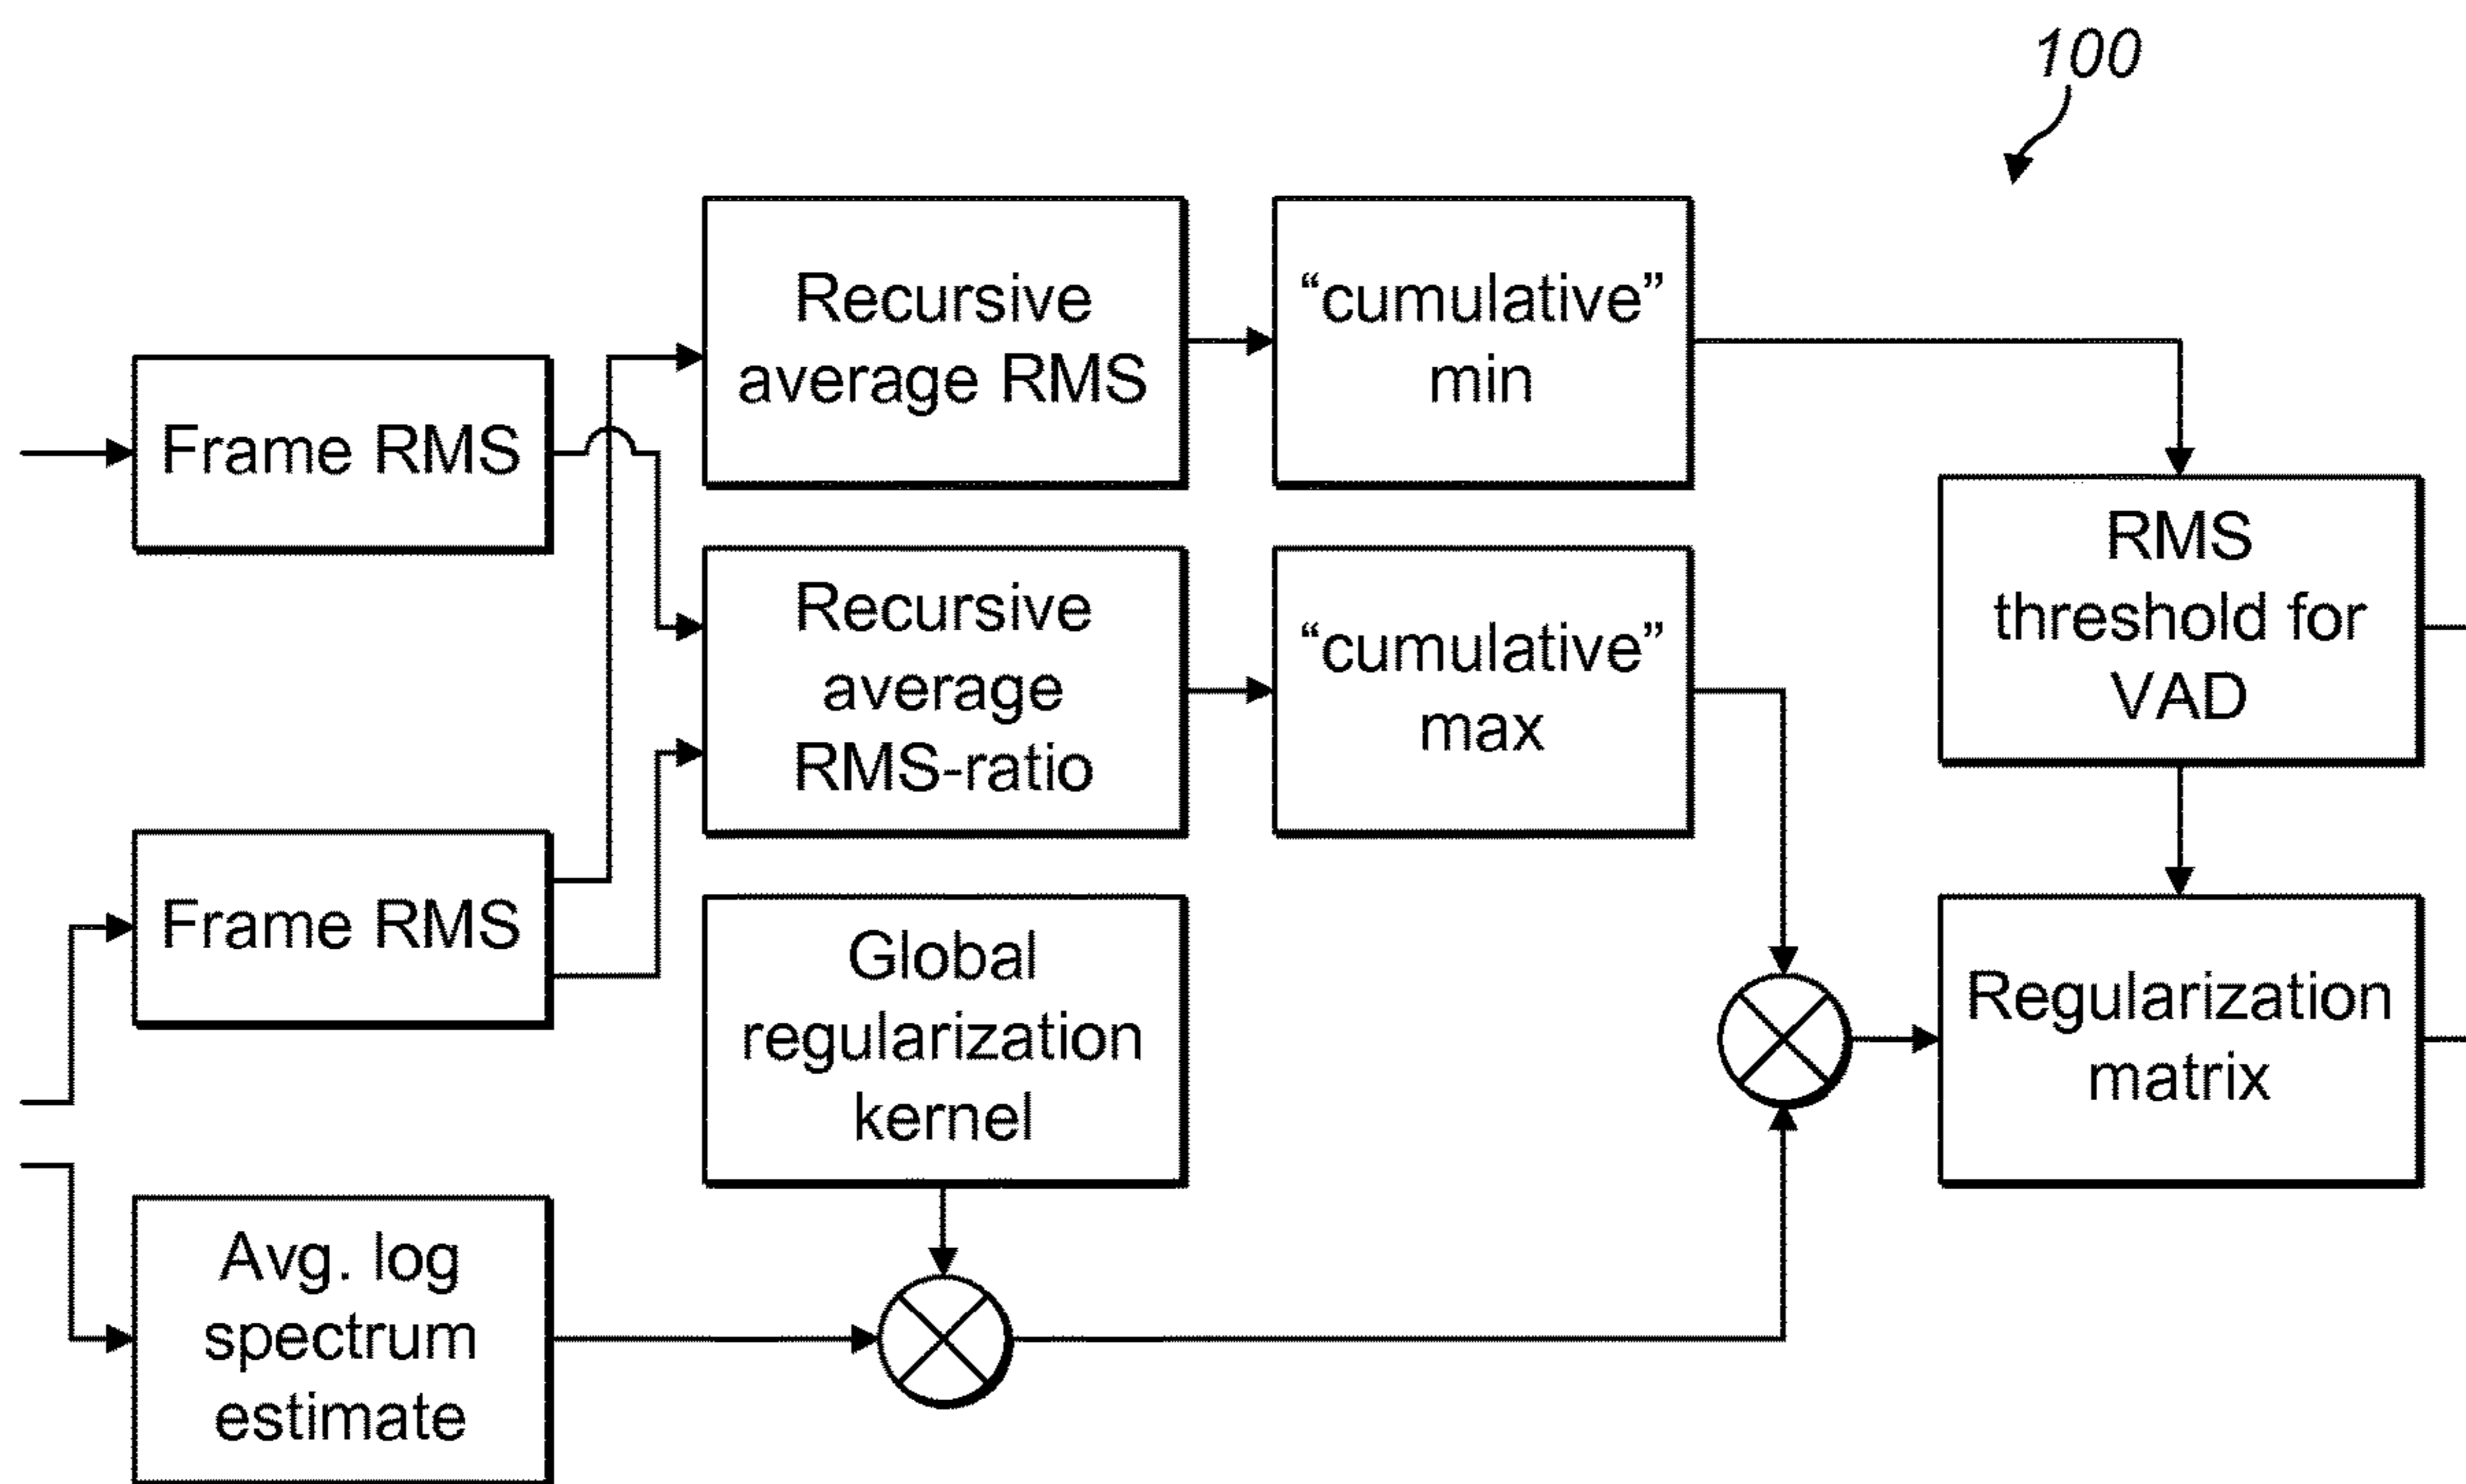 100
Recursive
average RMS
“cumulative”
min
Frame RMS
RMS
threshold for
VAD
Recursive
average
RMS-ratio
“cumulative”
max
Frame RMS
Global
regularization
kernel
Regularization
matrix
Avg. log
spectrum
estimate